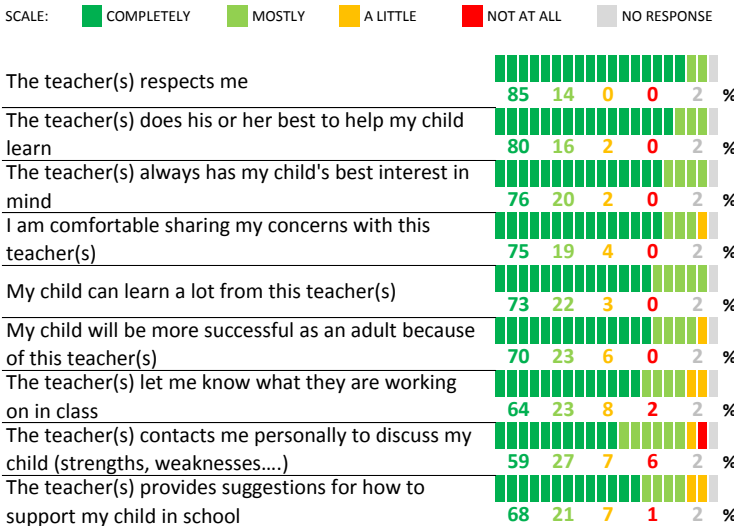 SCALE: COMPLETELY MOSTLY A LITTLE NOT AT ALL NO RESPONSE
The teacher(s) respects me
85 14 0 0 2 %
The teacher(s) does his or her best to help my child
learn
80 16 2 0 2 %
The teacher(s) always has my child's best interest in
mind
76 20 2 0 2 %
I am comfortable sharing my concerns with this
teacher(s)
75 19 4 0 2 %
My child can learn a lot from this teacher(s)
73 22 3 0 2 %
My child will be more successful as an adult because
of this teacher(s)
70 23 6 0 2 %
The teacher(s) let me know what they are working
on in class
64 23 8 2 2 %
The teacher(s) contacts me personally to discuss my
child (strengths, weaknesses....)
59 27 7 6 2 %
The teacher(s) provides suggestions for how to
support my child in school
68 21 7 1 2 %